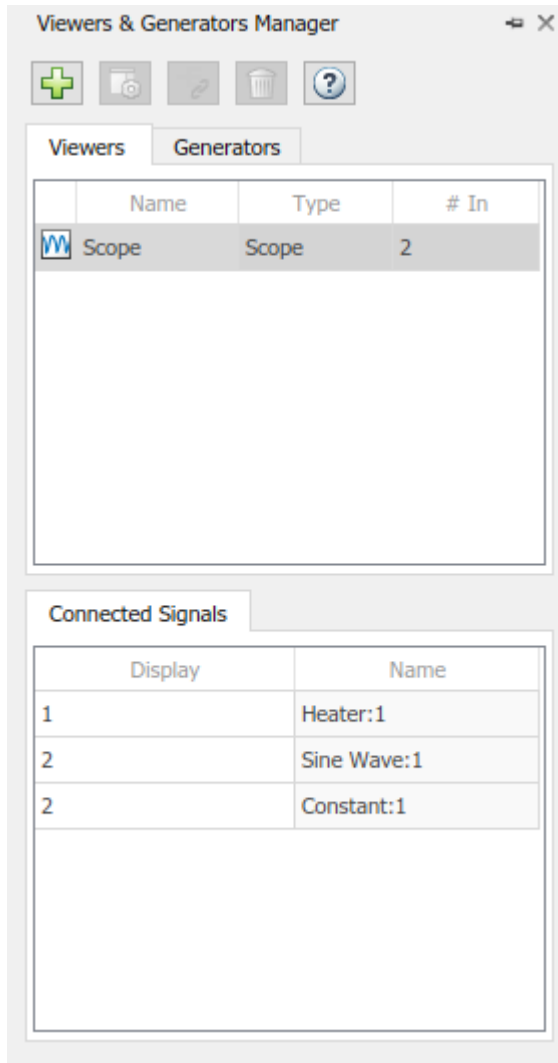 Viewers & Generators Manager
Viewers Generators
Name Type # In
Scope Scope 2
Connected Signals
Display Name
1 Heater:1
2 Sine Wave:1
2 Constant:1